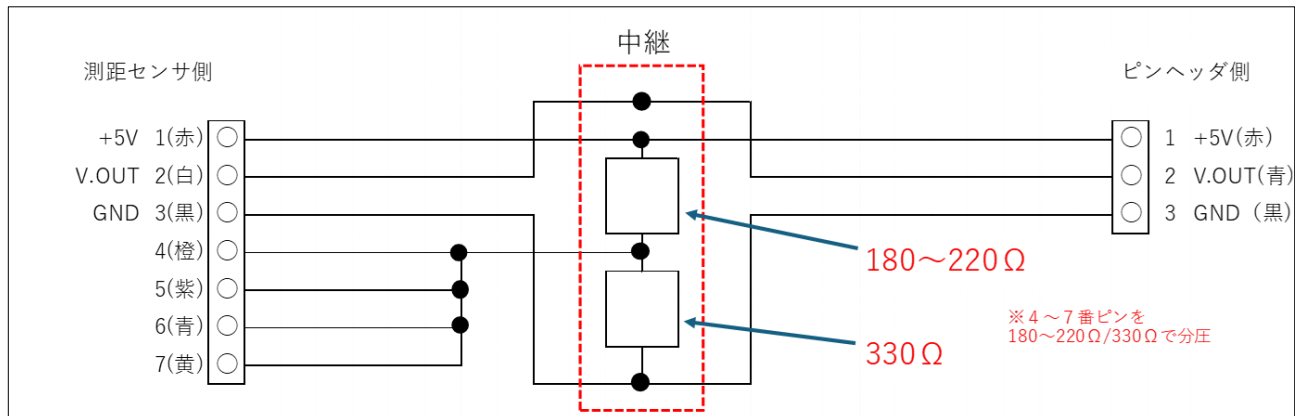 中継
測距センサ側
ピンヘッダ側
+5V 1(赤)
V.OUT 2(白)
GND 3(黒)
4(橙)
5(紫)
6(青)
7(黄)
1 +5V(赤)
2 V.OUT(青)
3 GND (黒)
180～220Ω
330Ω
※４～７番ピンを
180～220Ω/330Ωで分圧